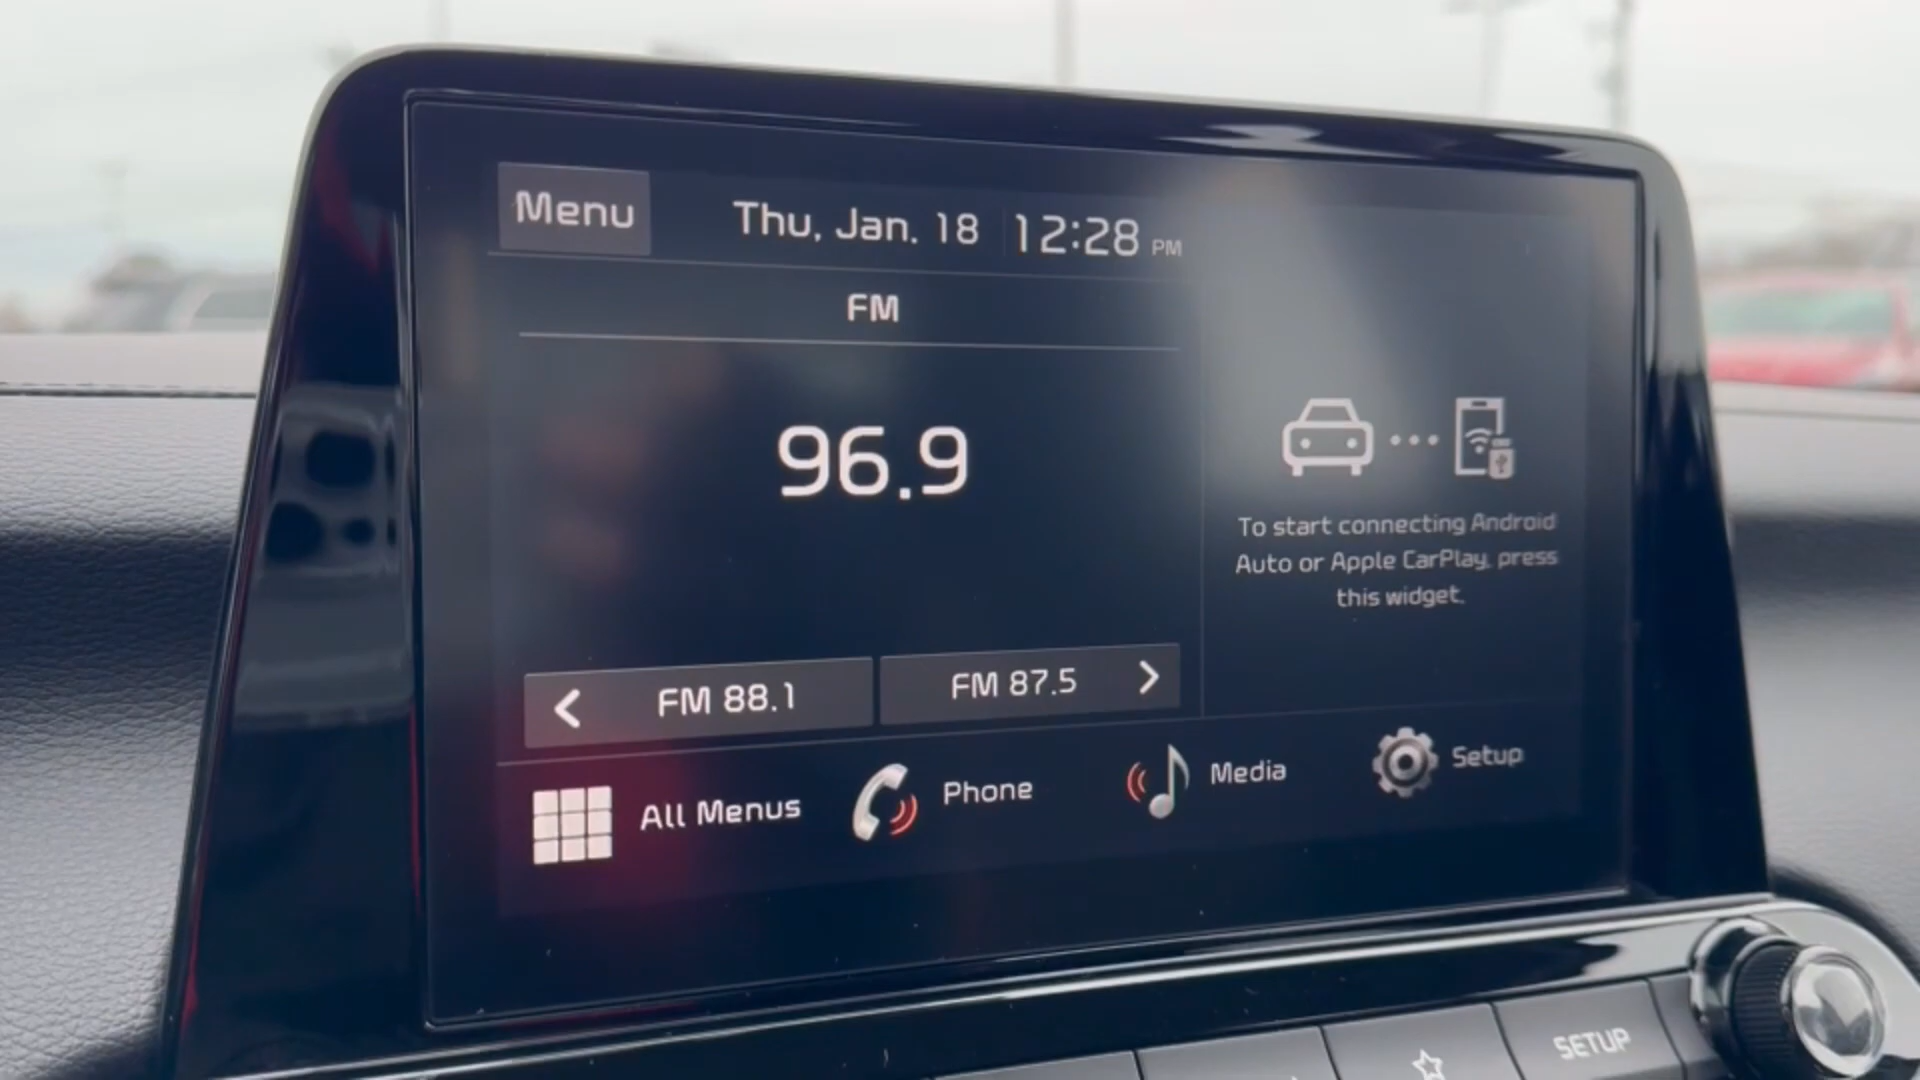 Menu
Thu, Jan. 18 12:28 PM
FM
96.9
To start connecting Android
Auto or Apple CarPlay, press
this widget.
FM 88.1
FM 87.5
All Menus
Phone
Media
Setup
SETUP